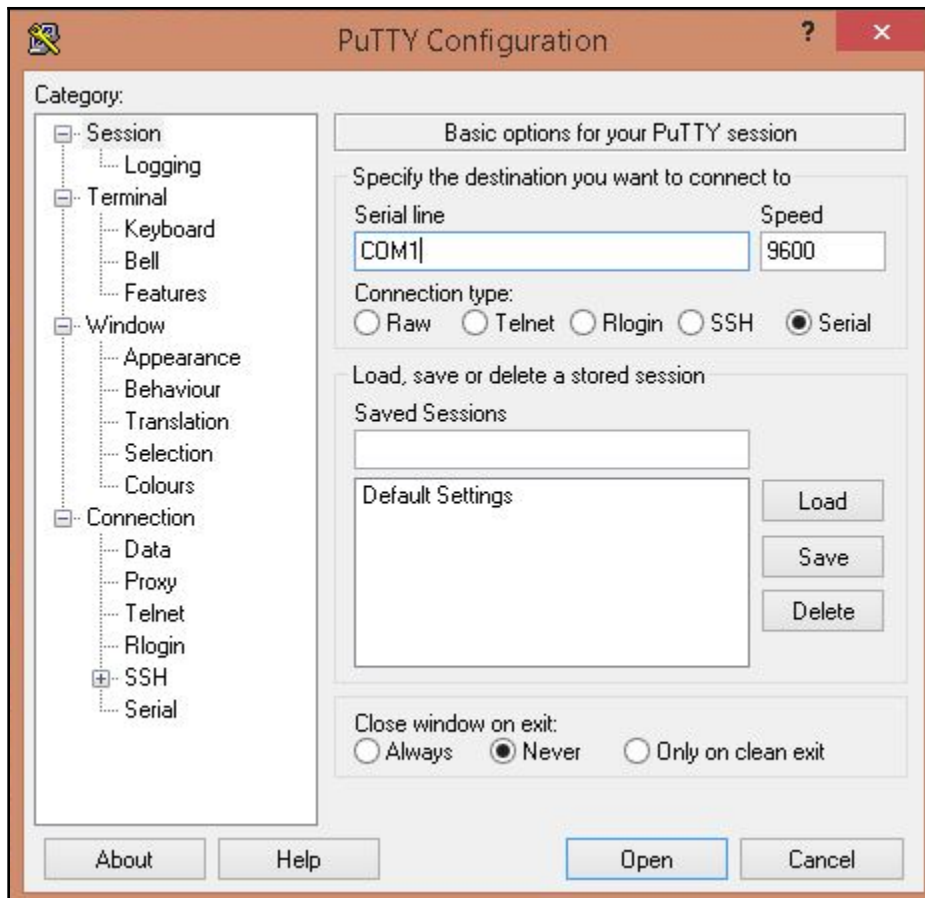 PuTTY Configuration
?
×
Category:
Session
Logging
Terminal
Keyboard
Bell
Features
Window
Appearance
Behaviour
Translation
Selection
Colours
Connection
Data
Proxy
Telnet
Rlogin
SSH
Serial
Basic options for your PuTTY session
Specify the destination you want to connect to
Serial line Speed
COM1 9600
Connection type:
Raw Telnet Rlogin SSH Serial
Load, save or delete a stored session
Saved Sessions
Default Settings
Load
Save
Delete
Close window on exit:
Always Never Only on clean exit
About Help Open Cancel